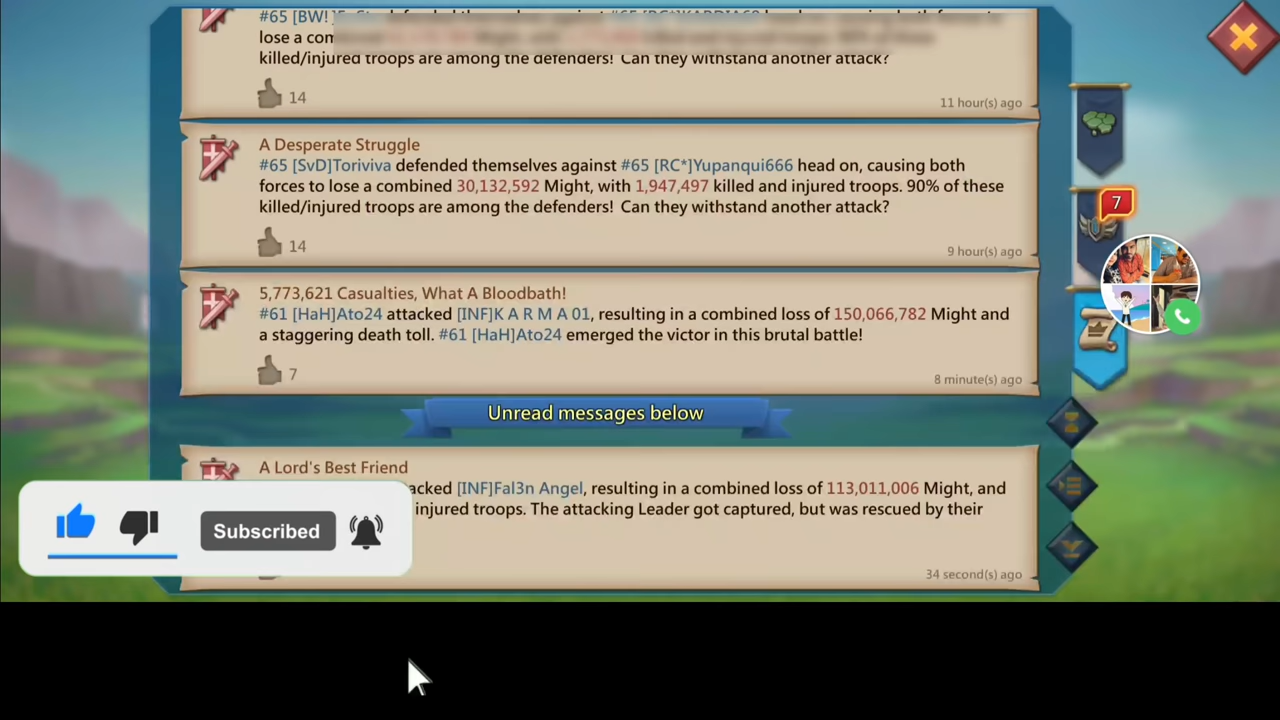 #65 [BW!]
lose a com
killed/injured troops are among the defenders! Can they withstand another attack?
14
11 hour(s) ago
A Desperate Struggle
#65 [SvD]Toriviva defended themselves against #65 [RC*]Yupanqui666 head on, causing both
forces to lose a combined 30,132,592 Might, with 1,947,497 killed and injured troops. 90% of these
killed/injured troops are among the defenders! Can they withstand another attack?
14
9 hour(s) ago
7
5,773,621 Casualties, What A Bloodbath!
#61 [HaH]Ato24 attacked [INF]K A R M A 01, resulting in a combined loss of 150,066,782 Might and
a staggering death toll. #61 [HaH]Ato24 emerged the victor in this brutal battle!
7
8 minute(s) ago
Unread messages below
A Lord's Best Friend
acked [INF]Fal3n Angel, resulting in a combined loss of 113,011,006 Might, and
injured troops. The attacking Leader got captured, but was rescued by their
34 second(s) ago
Subscribed